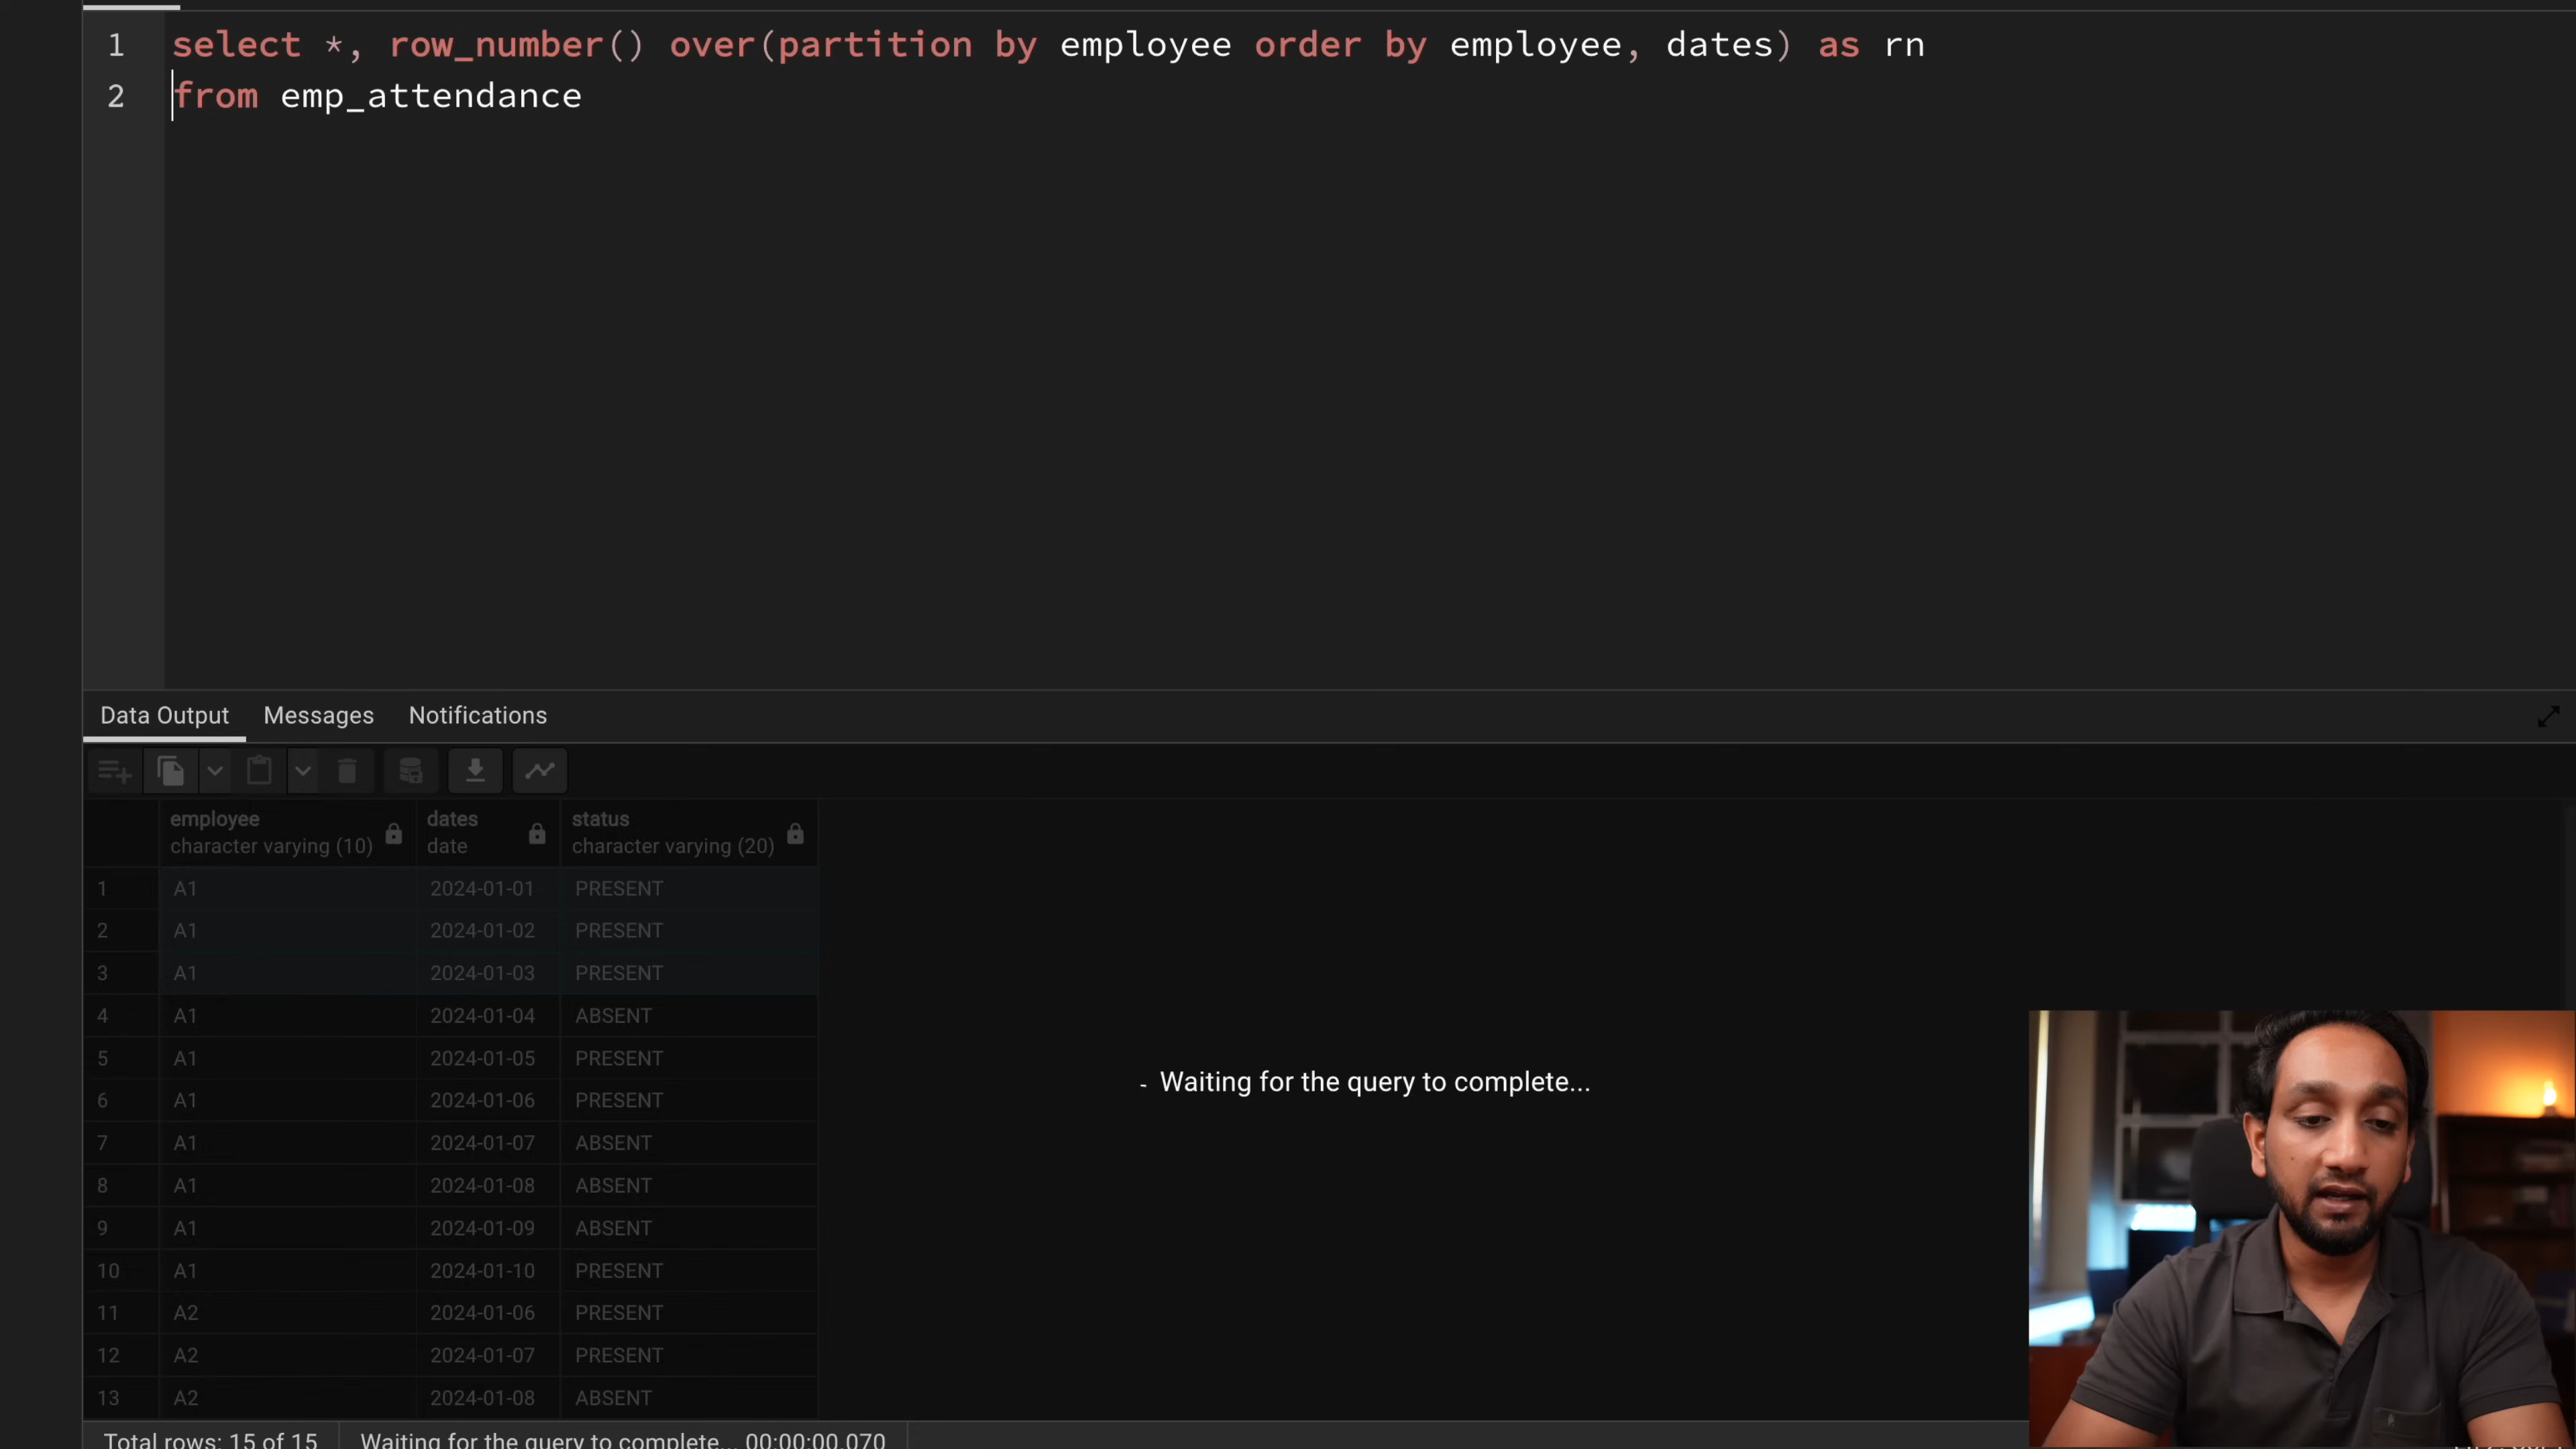 1 select *, row_number() over(partition by employee order by employee, dates) as rn
2 from emp_attendance
Data Output Messages Notifications
employee dates status
character varying (10) date character varying (20)
1 A1 2024-01-01 PRESENT
2 A1 2024-01-02 PRESENT
3 A1 2024-01-03 PRESENT
4 A1 2024-01-04 ABSENT
5 A1 2024-01-05 PRESENT
6 A1 2024-01-06 PRESENT
7 A1 2024-01-07 ABSENT
8 A1 2024-01-08 ABSENT
9 A1 2024-01-09 ABSENT
10 A1 2024-01-10 PRESENT
11 A2 2024-01-06 PRESENT
12 A2 2024-01-07 PRESENT
13 A2 2024-01-08 ABSENT
- Waiting for the query to complete...
Total rows: 15 of 15 Waiting for the query to complete... 00:00:00.070